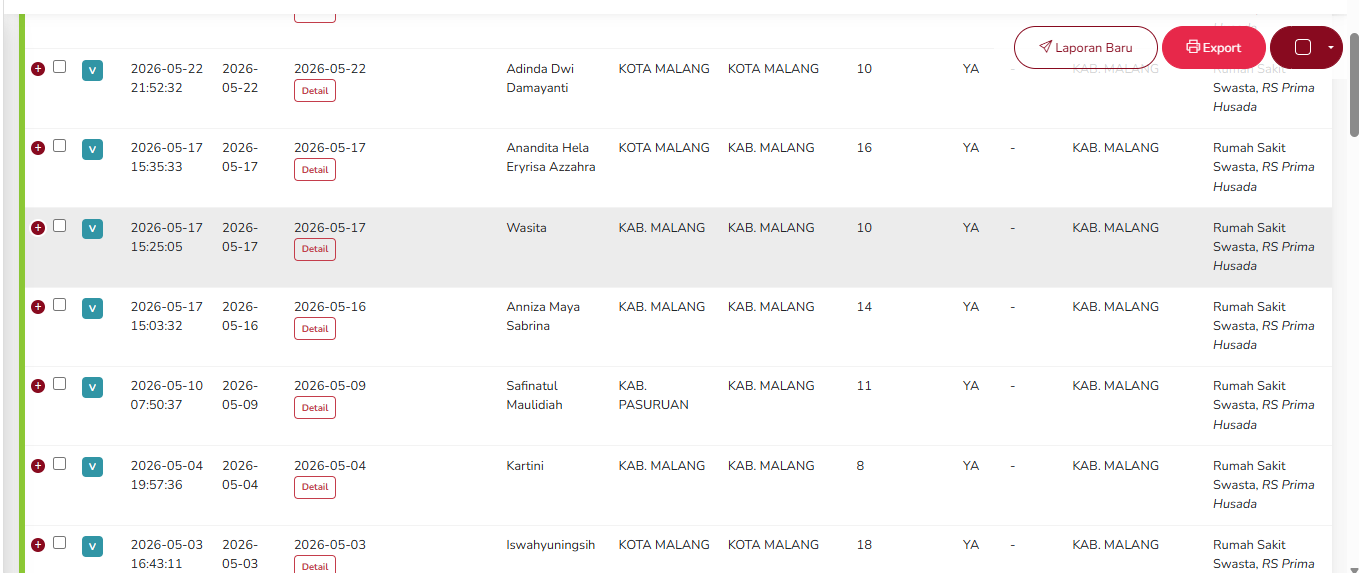 Laporan Baru
Export
V
2026-05-22 2026- 2026-05-22 Adinda Dwi KOTA MALANG KOTA MALANG 10 YA - KAB. MALANG Rumah Sakit
21:52:32 05-22 Detail Damayanti Swasta, RS Prima
Husada
V
2026-05-17 2026- 2026-05-17 Anandita Hela KOTA MALANG KAB. MALANG 16 YA - KAB. MALANG Rumah Sakit
15:35:33 05-17 Detail Eryrisa Azzahra Swasta, RS Prima
Husada
V
2026-05-17 2026- 2026-05-17 Wasita KAB. MALANG KAB. MALANG 10 YA - KAB. MALANG Rumah Sakit
15:25:05 05-17 Detail Swasta, RS Prima
Husada
V
2026-05-17 2026- 2026-05-16 Anniza Maya KAB. MALANG KAB. MALANG 14 YA - KAB. MALANG Rumah Sakit
15:03:32 05-16 Detail Sabrina Swasta, RS Prima
Husada
V
2026-05-10 2026- 2026-05-09 Safinatul KAB. KAB. MALANG 11 YA - KAB. MALANG Rumah Sakit
07:50:37 05-09 Detail Maulidiah PASURUAN Swasta, RS Prima
Husada
V
2026-05-04 2026- 2026-05-04 Kartini KAB. MALANG KAB. MALANG 8 YA - KAB. MALANG Rumah Sakit
19:57:36 05-04 Detail Swasta, RS Prima
Husada
V
2026-05-03 2026- 2026-05-03 Iswahyuningsih KOTA MALANG KOTA MALANG 18 YA - KAB. MALANG Rumah Sakit
16:43:11 05-03 Detail Swasta, RS Prima